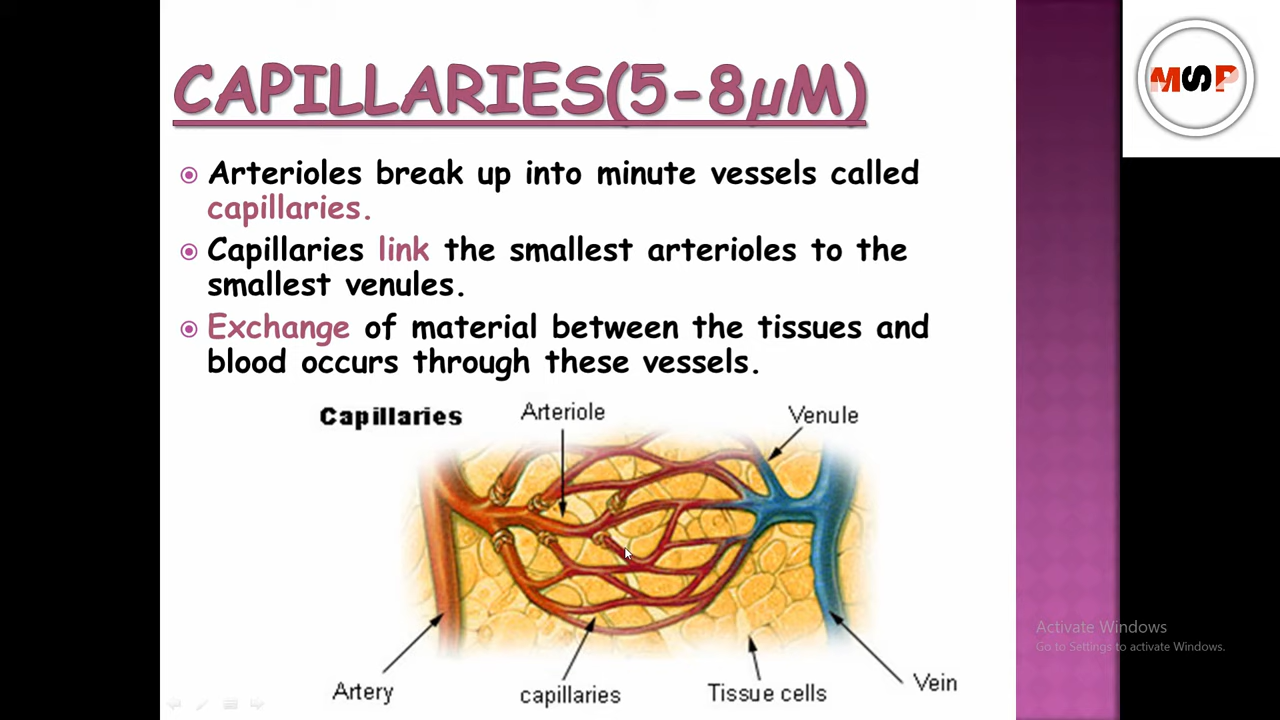 CAPILLARIES(5-8µM)
MSP
Arterioles break up into minute vessels called
capillaries.
Capillaries link the smallest arterioles to the
smallest venules.
Exchange of material between the tissues and
blood occurs through these vessels.
Capillaries
Arteriole
Venule
Artery
capillaries
Tissue cells
Vein
Activate Windows
Go to Settings to activate Windows.